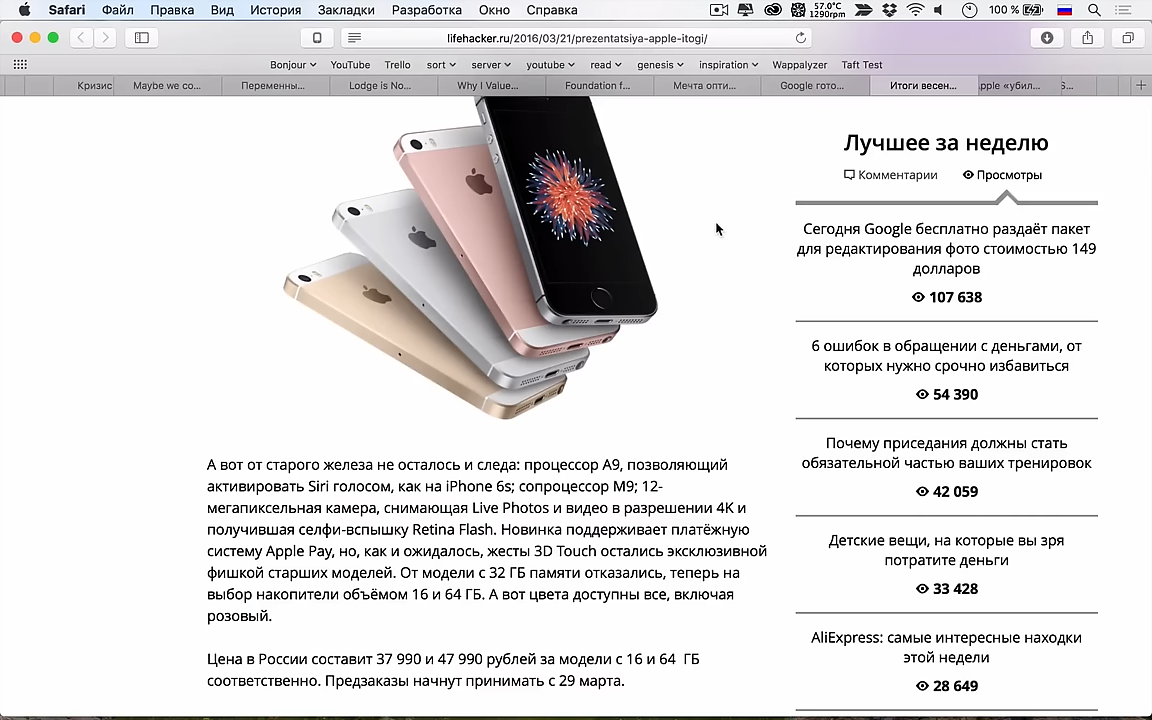 Safari Файл Правка Вид История Закладки Разработка Окно Справка
57.0°C
1290rpm
100 %
lifehacker.ru/2016/03/21/prezentatsiya-apple-itogi/
Bonjour YouTube Trello sort server youtube read genesis inspiration Wappalyzer Taft Test
Кризис Maybe we co... Переменны... Lodge is No... Why I Value... Foundation f... Мечта опти... Google гото... Итоги весен... pple «убил... S...
Лучшее за неделю
Комментарии Просмотры
Сегодня Google бесплатно раздаёт пакет
для редактирования фото стоимостью 149
долларов
107 638
6 ошибок в обращении с деньгами, от
которых нужно срочно избавиться
54 390
Почему приседания должны стать
обязательной частью ваших тренировок
42 059
Детские вещи, на которые вы зря
потратите деньги
33 428
AliExpress: самые интересные находки
этой недели
28 649
А вот от старого железа не осталось и следа: процессор A9, позволяющий
активировать Siri голосом, как на iPhone 6s; сопроцессор M9; 12-
мегапиксельная камера, снимающая Live Photos и видео в разрешении 4K и
получившая селфи-вспышку Retina Flash. Новинка поддерживает платёжную
систему Apple Pay, но, как и ожидалось, жесты 3D Touch остались эксклюзивной
фишкой старших моделей. От модели с 32 ГБ памяти отказались, теперь на
выбор накопители объёмом 16 и 64 ГБ. А вот цвета доступны все, включая
розовый.
Цена в России составит 37 990 и 47 990 рублей за модели с 16 и 64 ГБ
соответственно. Предзаказы начнут принимать с 29 марта.